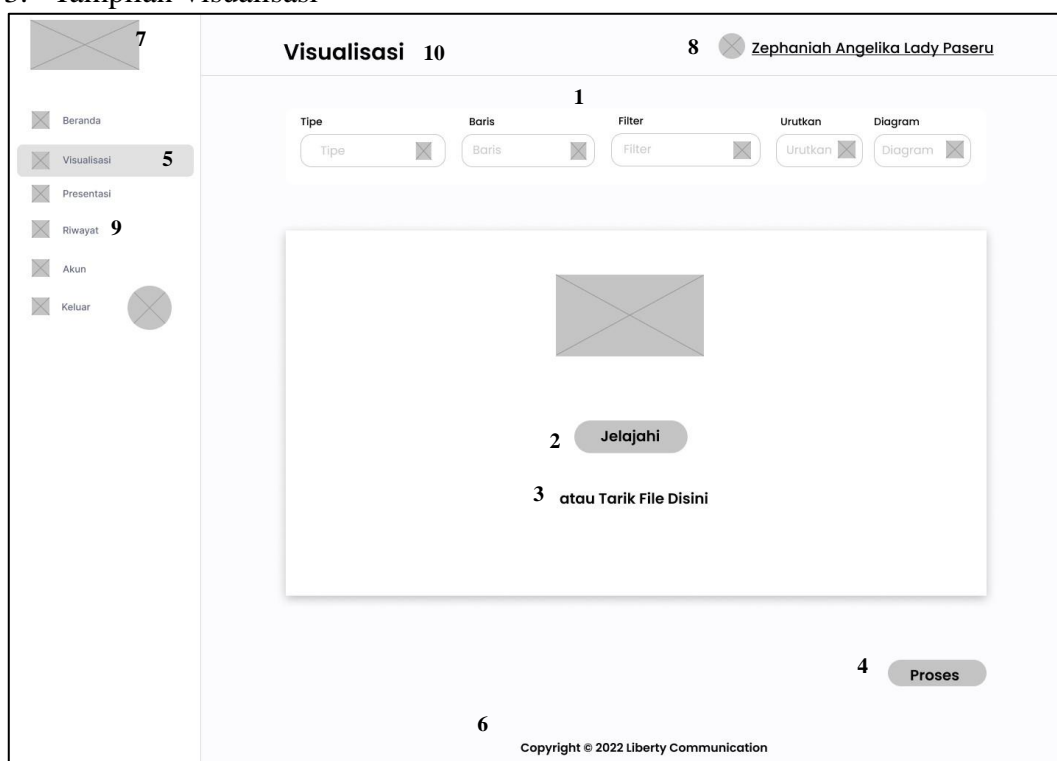 3. Tampilan Visualisasi
7
Visualisasi 10
8 Zephaniah Angelika Lady Paseru
1
Tipe Baris Filter Urutkan Diagram
Tipe Baris Filter Urutkan Diagram
Beranda
Visualisasi 5
Presentasi
Riwayat 9
Akun
Keluar
2 Jelajahi
3 atau Tarik File Disini
4 Proses
6
Copyright © 2022 Liberty Communication